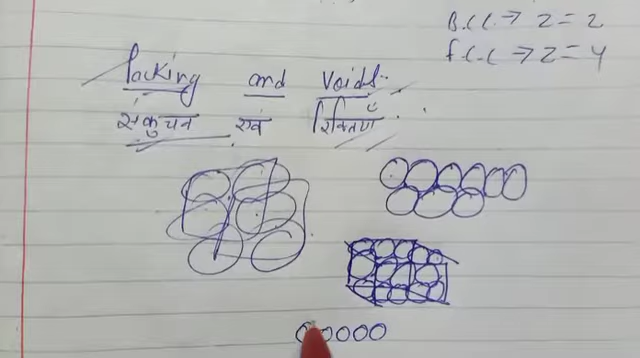 B.C.C. → Z = 2
F.C.C → Z = 4
Packing and Voids
संकुचन एवं रिक्तियाँ